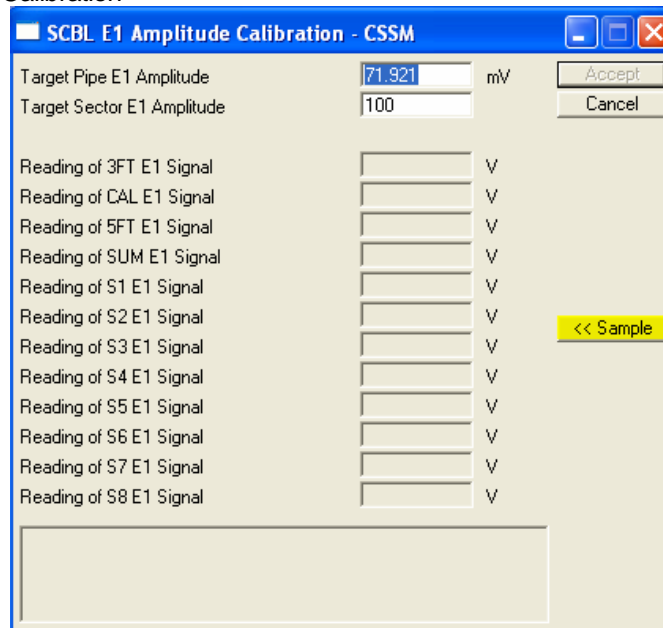 SCBL E1 Amplitude Calibration - CSSM
Target Pipe E1 Amplitude 71.921 mV Accept
Target Sector E1 Amplitude 100 Cancel
Reading of 3FT E1 Signal V
Reading of CAL E1 Signal V
Reading of 5FT E1 Signal V
Reading of SUM E1 Signal V
Reading of S1 E1 Signal V
Reading of S2 E1 Signal V
<< Sample
Reading of S3 E1 Signal V
Reading of S4 E1 Signal V
Reading of S5 E1 Signal V
Reading of S6 E1 Signal V
Reading of S7 E1 Signal V
Reading of S8 E1 Signal V